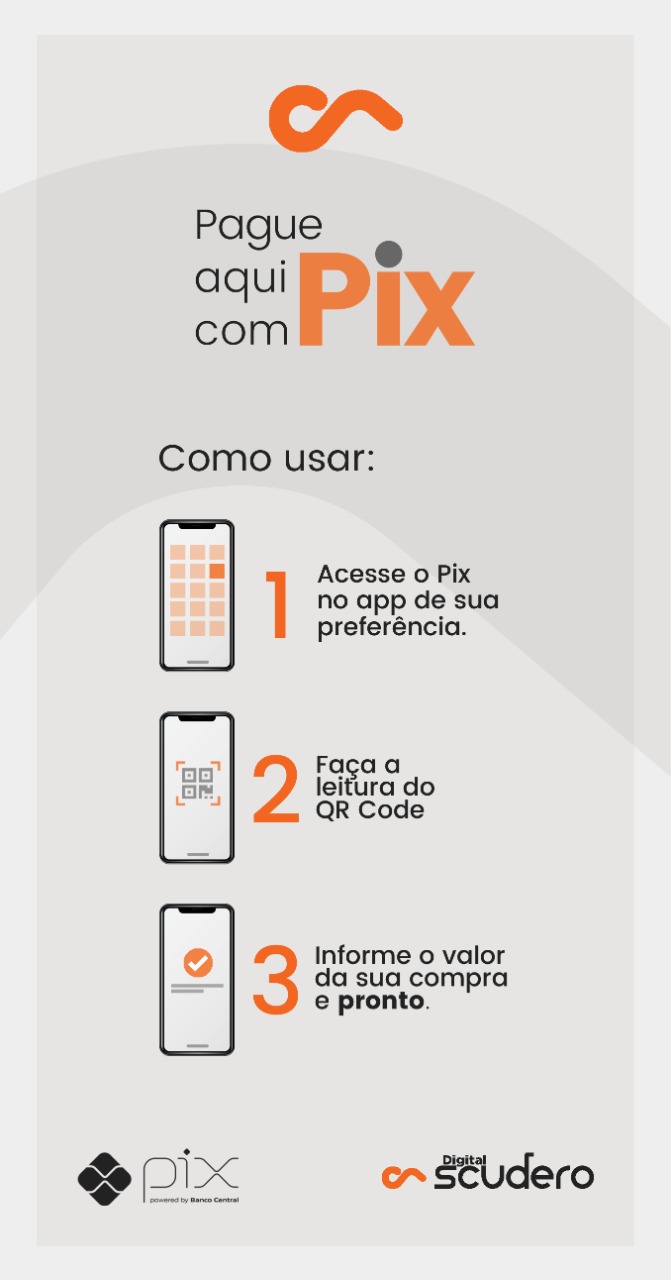 Pague
aqui
com Pix
Como usar:
1
Acesse o Pix
no app de sua
preferência.
2
Faça a
leitura do
QR Code
3
Informe o valor
da sua compra
e pronto.
pix
powered by Banco Central
Digital
scudero